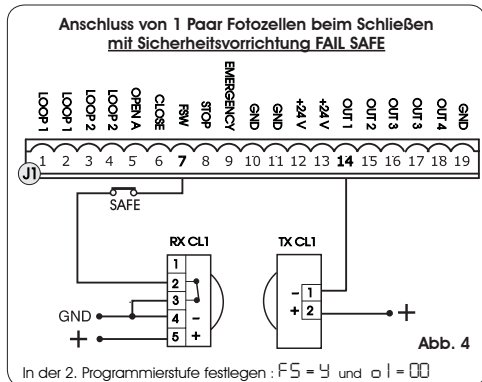 Anschluss von 1 Paar Fotozellen beim Schließen
mit Sicherheitsvorrichtung FAIL SAFE
LOOP 1 LOOP 1 LOOP 2 LOOP 2 OPEN A CLOSE FSW STOP EMERGENCY GND GND +24 V +24 V OUT 1 OUT 2 OUT 3 OUT 3 OUT 4 GND
1 2 3 4 5 6 7 8 9 10 11 12 13 14 15 16 17 18 19
J1
SAFE
RX CL1 TX CL1
1
2
3
GND 4 -
+ 5 +
- 1
+ 2 +
Abb. 4
In der 2. Programmierstufe festlegen : FS = Y und o1 = 00